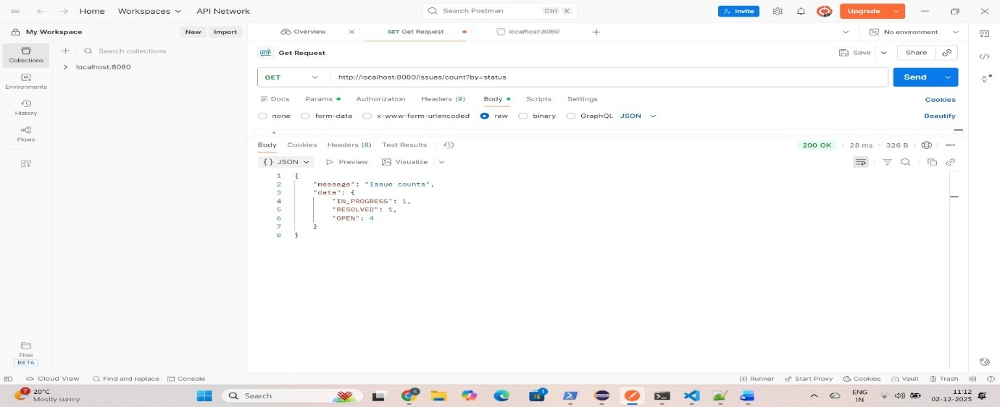 Home Workspaces API Network Search Postman Ctrl K Invite Upgrade
My Workspace New Import Overview GET Get Request localhost:8080 No environment
Collections
Search collections
localhost:8080
Environments
History
Flows
Files
BETA
HTTP Get Request Save Share
GET http://localhost:8080/issues/count?by=status Send
Docs Params Authorization Headers (9) Body Scripts Settings Cookies
none form-data x-www-form-urlencoded raw binary GraphQL JSON Beautify
1
Body Cookies Headers (8) Test Results 200 OK 28 ms 326 B
{} JSON Preview Visualize
1 {
2 "message": "Issue counts",
3 "data": {
4 "IN_PROGRESS": 1,
5 "RESOLVED": 1,
6 "OPEN": 4
7 }
8 }
Cloud View Find and replace Console Runner Start Proxy Cookies Vault Trash
7 20°C
Mostly sunny
Search
1
ENG
IN
11:12
02-12-2025